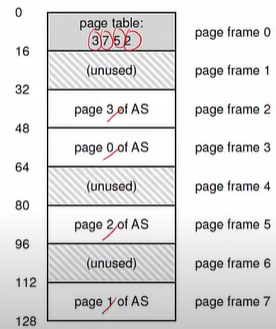 0
page table:
3 7 5 2
page frame 0
16
(unused)
page frame 1
32
page 3 of AS
page frame 2
48
page 0 of AS
page frame 3
64
(unused)
page frame 4
80
page 2 of AS
page frame 5
96
(unused)
page frame 6
112
page 1 of AS
page frame 7
128